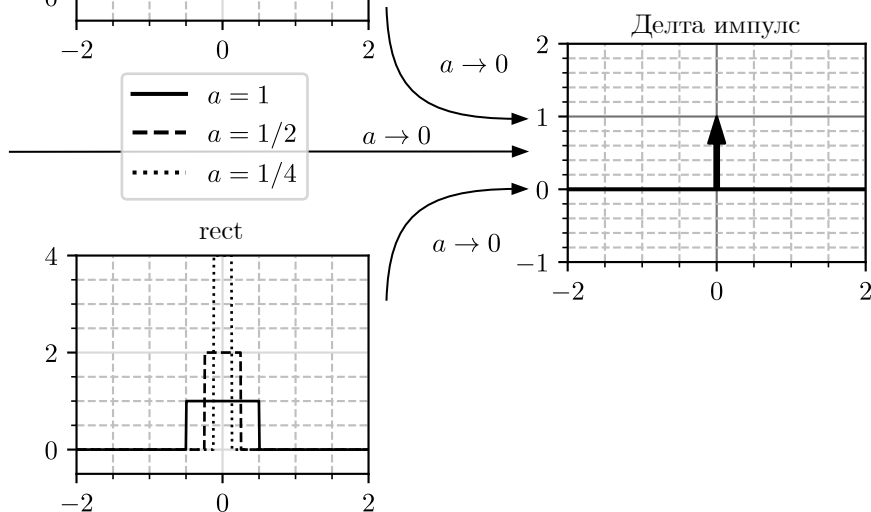 0
−2 0 2
a → 0
a = 1
a = 1/2
a = 1/4
a → 0
rect
4
2
0
−2 0 2
a → 0
Делта импулс
2
1
0
−1
−2 0 2